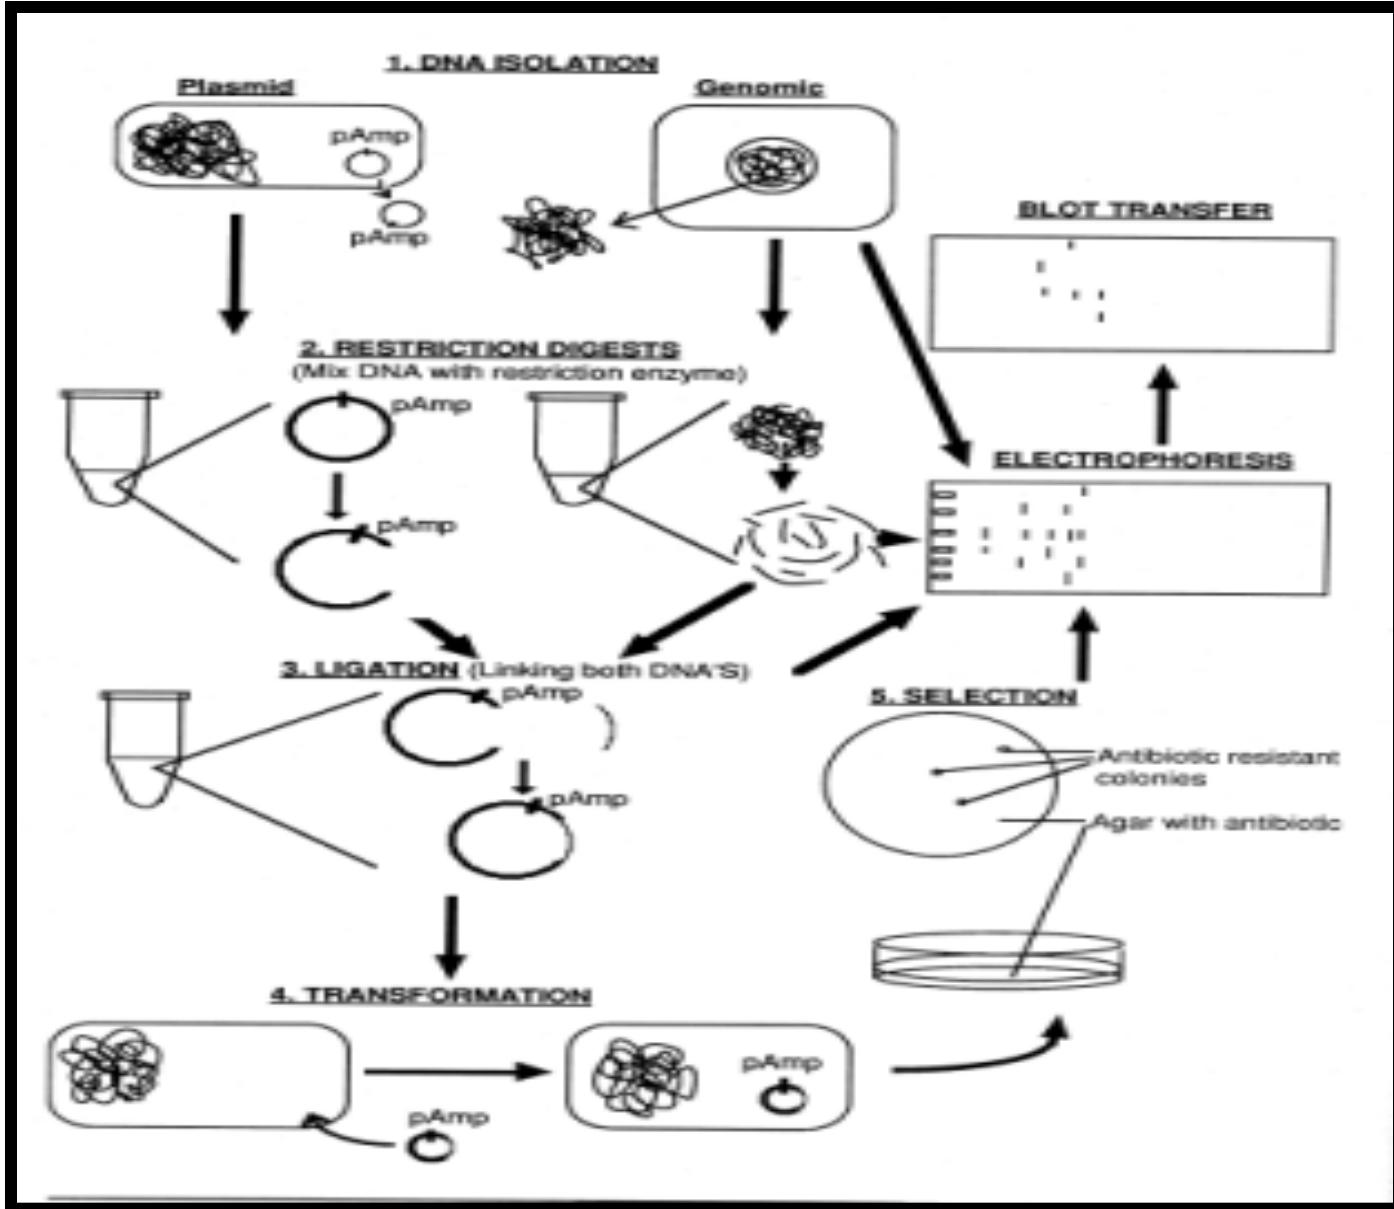 1. DNA ISOLATION
Plasmid
Genomic
pAmp
pAmp
BLOT TRANSFER
2. RESTRICTION DIGESTS
(Mix DNA with restriction enzyme)
pAmp
pAmp
ELECTROPHORESIS
3. LIGATION (Linking both DNA'S)
pAmp
pAmp
5. SELECTION
Antibiotic resistant
colonies
Agar with antibiotic
4. TRANSFORMATION
pAmp
pAmp